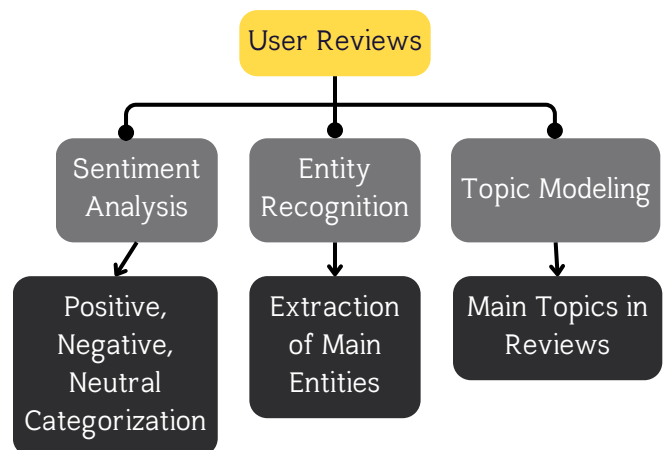 User Reviews
Sentiment
Analysis
Entity
Recognition
Topic Modeling
Positive,
Negative,
Neutral
Categorization
Extraction
of Main
Entities
Main Topics in
Reviews